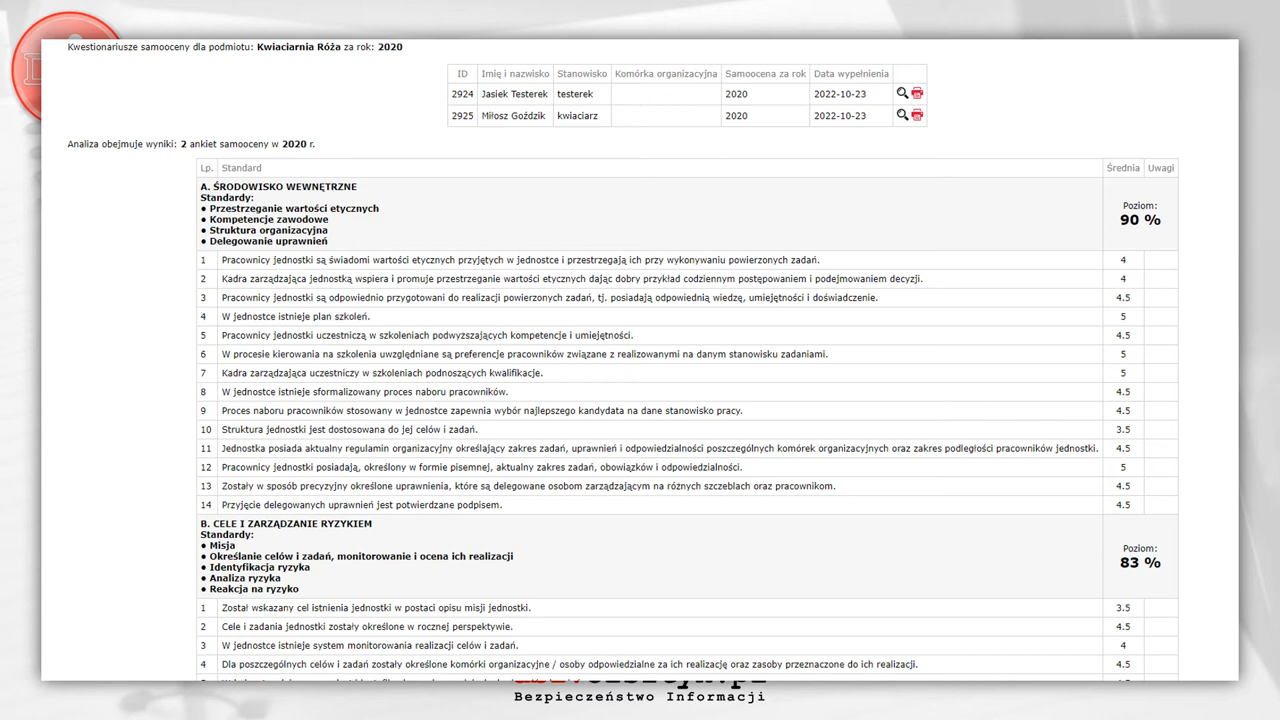 Kwestionariusze samooceny dla podmiotu: Kwiaciarnia Róża za rok: 2020
ID Imię i nazwisko Stanowisko Komórka organizacyjna Samoocena za rok Data wypełnienia
2924 Jasiek Testerek testerek 2020 2022-10-23
2925 Miłosz Goździk kwiaciarz 2020 2022-10-23
Analiza obejmuje wyniki: 2 ankiet samooceny w 2020 r.
Lp. Standard Średnia Uwagi
A. ŚRODOWISKO WEWNĘTRZNE
Standardy:
● Przestrzeganie wartości etycznych
● Kompetencje zawodowe
● Struktura organizacyjna
● Delegowanie uprawnień
Poziom:
90 %
1 Pracownicy jednostki są świadomi wartości etycznych przyjętych w jednostce i przestrzegają ich przy wykonywaniu powierzonych zadań. 4
2 Kadra zarządzająca jednostką wspiera i promuje przestrzeganie wartości etycznych dając dobry przykład codziennym postępowaniem i podejmowaniem decyzji. 4
3 Pracownicy jednostki są odpowiednio przygotowani do realizacji powierzonych zadań, tj. posiadają odpowiednią wiedzę, umiejętności i doświadczenie. 4.5
4 W jednostce istnieje plan szkoleń. 5
5 Pracownicy jednostki uczestniczą w szkoleniach podwyższających kompetencje i umiejętności. 4.5
6 W procesie kierowania na szkolenia uwzględniane są preferencje pracowników związane z realizowanymi na danym stanowisku zadaniami. 5
7 Kadra zarządzająca uczestniczy w szkoleniach podnoszących kwalifikacje. 5
8 W jednostce istnieje sformalizowany proces naboru pracowników. 4.5
9 Proces naboru pracowników stosowany w jednostce zapewnia wybór najlepszego kandydata na dane stanowisko pracy. 4.5
10 Struktura jednostki jest dostosowana do jej celów i zadań. 3.5
11 Jednostka posiada aktualny regulamin organizacyjny określający zakres zadań, uprawnień i odpowiedzialności poszczególnych komórek organizacyjnych oraz zakres podległości pracowników jednostki. 4.5
12 Pracownicy jednostki posiadają, określony w formie pisemnej, aktualny zakres zadań, obowiązków i odpowiedzialności. 5
13 Zostały w sposób precyzyjny określone uprawnienia, które są delegowane osobom zarządzającym na różnych szczeblach oraz pracownikom. 4.5
14 Przyjęcie delegowanych uprawnień jest potwierdzane podpisem. 4.5
B. CELE I ZARZĄDZANIE RYZYKIEM
Standardy:
● Misja
● Określanie celów i zadań, monitorowanie i ocena ich realizacji
● Identyfikacja ryzyka
● Analiza ryzyka
● Reakcja na ryzyko
Poziom:
83 %
1 Został wskazany cel istnienia jednostki w postaci opisu misji jednostki. 3.5
2 Cele i zadania jednostki zostały określone w rocznej perspektywie. 4.5
3 W jednostce istnieje system monitorowania realizacji celów i zadań. 4
4 Dla poszczególnych celów i zadań zostały określone komórki organizacyjne / osoby odpowiedzialne za ich realizację oraz zasoby przeznaczone do ich realizacji. 4.5
Bezpieczeństwo Informacji